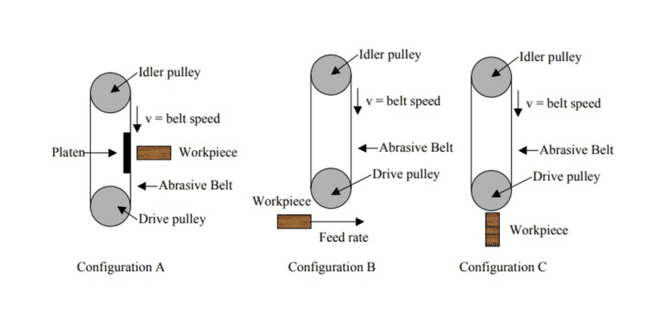 Idler pulley
v = belt speed
Platen
Workpiece
Abrasive Belt
Drive pulley
Configuration A
Idler pulley
v = belt speed
Abrasive Belt
Drive pulley
Workpiece
Feed rate
Configuration B
Idler pulley
v = belt speed
Abrasive Belt
Drive pulley
Workpiece
Configuration C